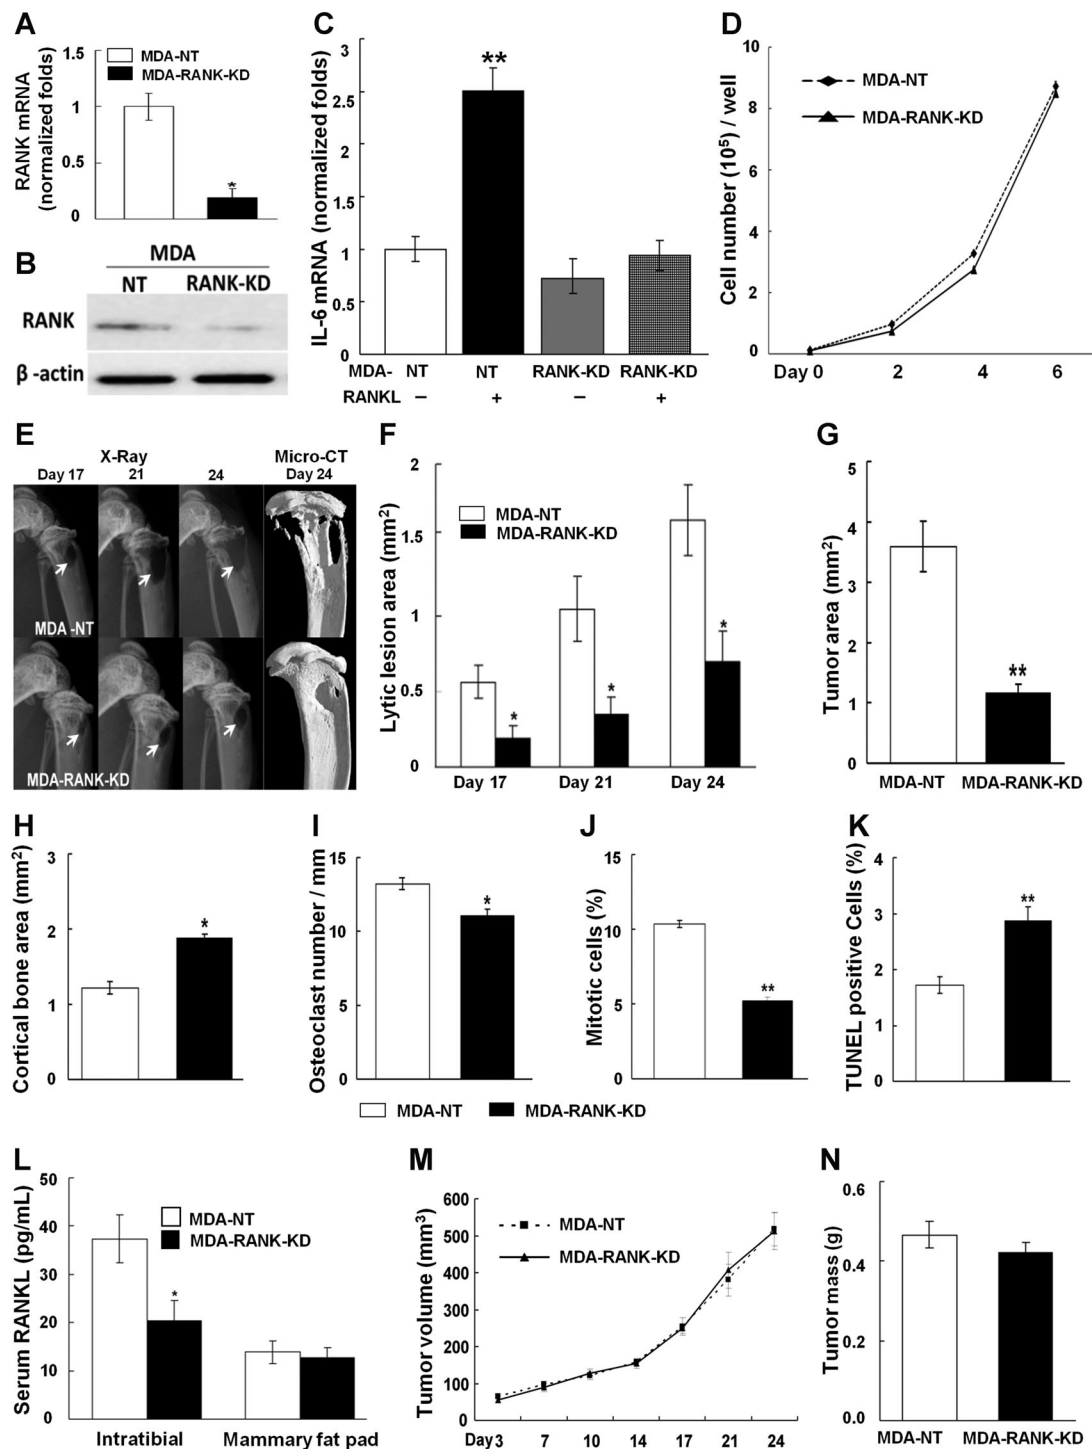 A
RANK mRNA
(normalized folds)
1.5
1
0.5
0
MDA-NT
MDA-RANK-KD
*
B
MDA
NT RANK-KD
RANK
β -actin
C
IL-6 mRNA (normalized folds)
3
2.5
2
1.5
1
0.5
0
**
MDA- NT NT RANK-KD RANK-KD
RANKL − + − +
D
Cell number (10⁵) / well
10
8
6
4
2
0
MDA-NT
MDA-RANK-KD
Day 0 2 4 6
E
X-Ray Micro-CT
Day 17 21 24 Day 24
MDA -NT
MDA-RANK-KD
F
Lytic lesion area (mm²)
2
1.5
1
0.5
0
MDA-NT
MDA-RANK-KD
* * *
Day 17 Day 21 Day 24
G
Tumor area (mm²)
5
4
3
2
1
0
**
MDA-NT MDA-RANK-KD
H
Cortical bone area (mm²)
3
2
1
0
*
I
Osteoclast number / mm
15
10
5
0
*
J
Mitotic cells (%)
15
10
5
0
**
K
TUNEL positive Cells (%)
4
3
2
1
0
**
MDA-NT MDA-RANK-KD
L
Serum RANKL (pg/mL)
50
40
30
20
10
0
MDA-NT
MDA-RANK-KD
*
Intratibial Mammary fat pad
M
Tumor volume (mm³)
600
500
400
300
200
100
0
MDA-NT
MDA-RANK-KD
Day 3 7 10 14 17 21 24
N
Tumor mass (g)
0.6
0.4
0.2
0.0
MDA-NT MDA-RANK-KD